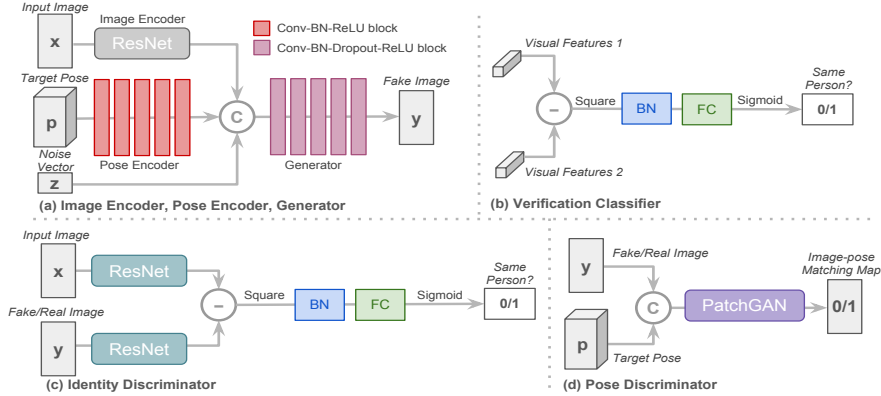 Input Image
Image Encoder
x
ResNet
Conv-BN-ReLU block
Conv-BN-Dropout-ReLU block
Target Pose
Fake Image
p
C
y
Noise
Vector
Pose Encoder
Generator
z
(a) Image Encoder, Pose Encoder, Generator
Visual Features 1
Same
Person?
−
Square
BN
FC
Sigmoid
0/1
Visual Features 2
(b) Verification Classifier
Input Image
x
ResNet
Same
Person?
−
Square
BN
FC
Sigmoid
0/1
Fake/Real Image
y
ResNet
(c) Identity Discriminator
Fake/Real Image
y
Image-pose
Matching Map
C
PatchGAN
0/1
p
Target Pose
(d) Pose Discriminator